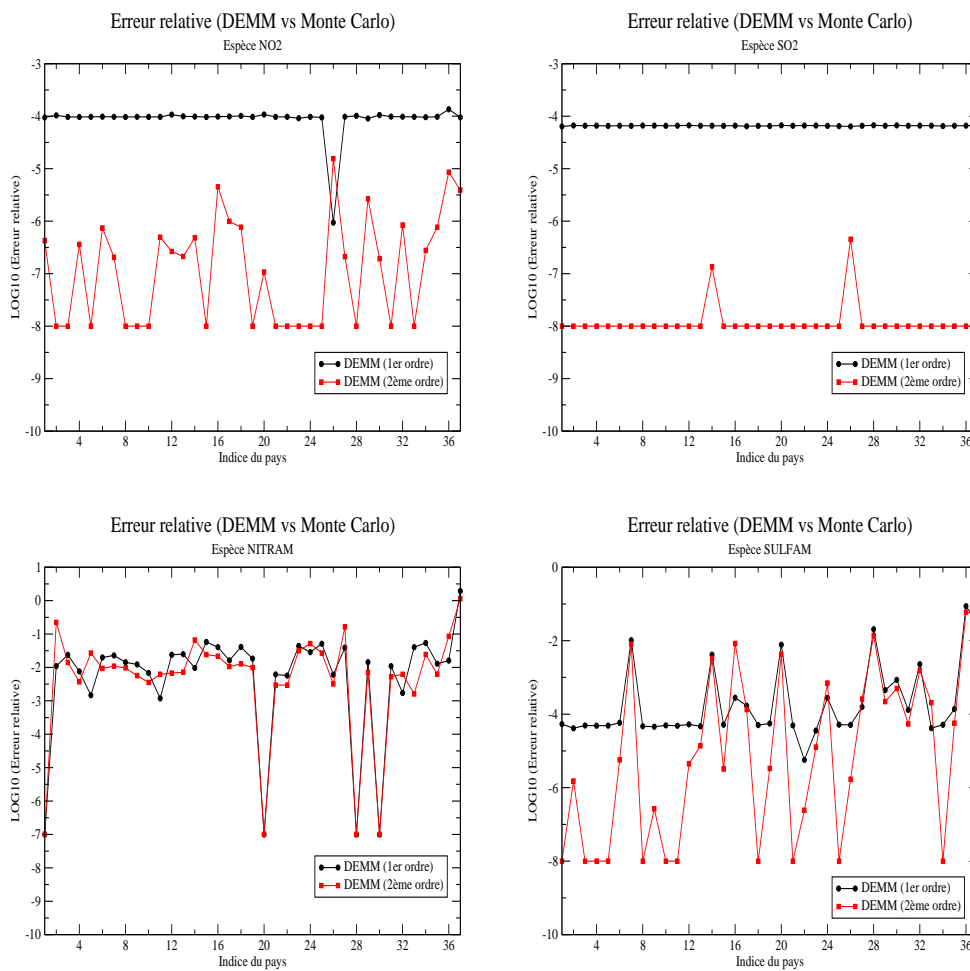 Erreur relative (DEMM vs Monte Carlo)
Espèce NO2
-3
-4
-5
-6
-7
-8
-9
-10
LOG10 (Erreur relative)
4 8 12 16 20 24 28 32 36
Indice du pays
DEMM (1er ordre)
DEMM (2ème ordre)
Erreur relative (DEMM vs Monte Carlo)
Espèce SO2
-3
-4
-5
-6
-7
-8
-9
-10
LOG10 (Erreur relative)
4 8 12 16 20 24 28 32 36
Indice du pays
DEMM (1er ordre)
DEMM (2ème ordre)
Erreur relative (DEMM vs Monte Carlo)
Espèce NITRAM
1
0
-1
-2
-3
-4
-5
-6
-7
-8
-9
-10
LOG10 (Erreur relative)
4 8 12 16 20 24 28 32 36
Indice du pays
DEMM (1er ordre)
DEMM (2ème ordre)
Erreur relative (DEMM vs Monte Carlo)
Espèce SULFAM
0
-2
-4
-6
-8
-10
LOG10 (Erreur relative)
4 8 12 16 20 24 28 32 36
Indice du pays
DEMM (1er ordre)
DEMM (2ème ordre)